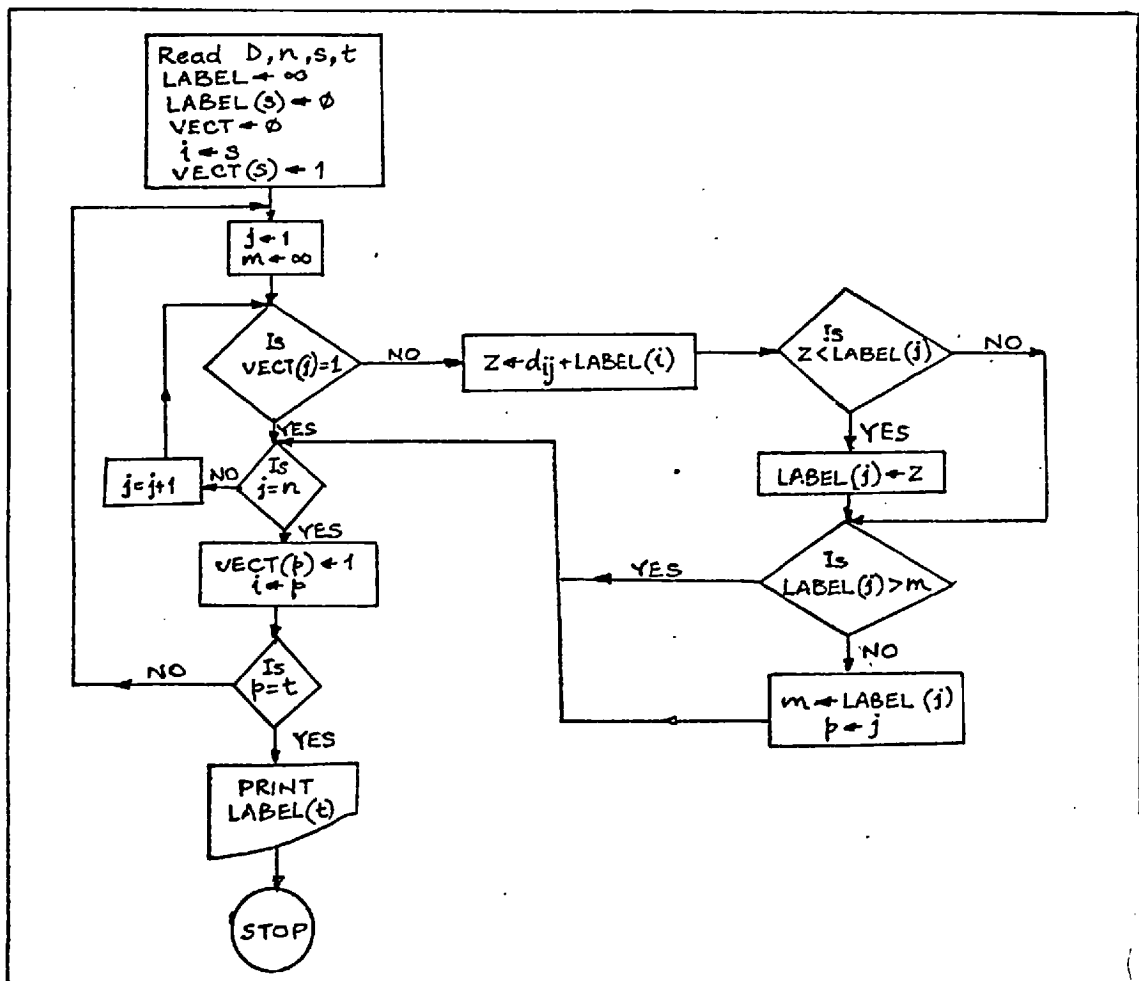 Read D, n, s, t
LABEL ← ∞
LABEL(s) ← ø
VECT ← ø
i ← s
VECT(s) ← 1
j ← 1
m ← ∞
Is
VECT(j)=1
NO
Z ← dij + LABEL(i)
Is
Z < LABEL(j)
NO
YES
LABEL(j) ← Z
YES
Is
j=n
NO
j=j+1
YES
VECT(p) ← 1
i ← p
Is
LABEL(j) > m
YES
NO
m ← LABEL(j)
p ← j
Is
p=t
NO
YES
PRINT
LABEL(t)
STOP